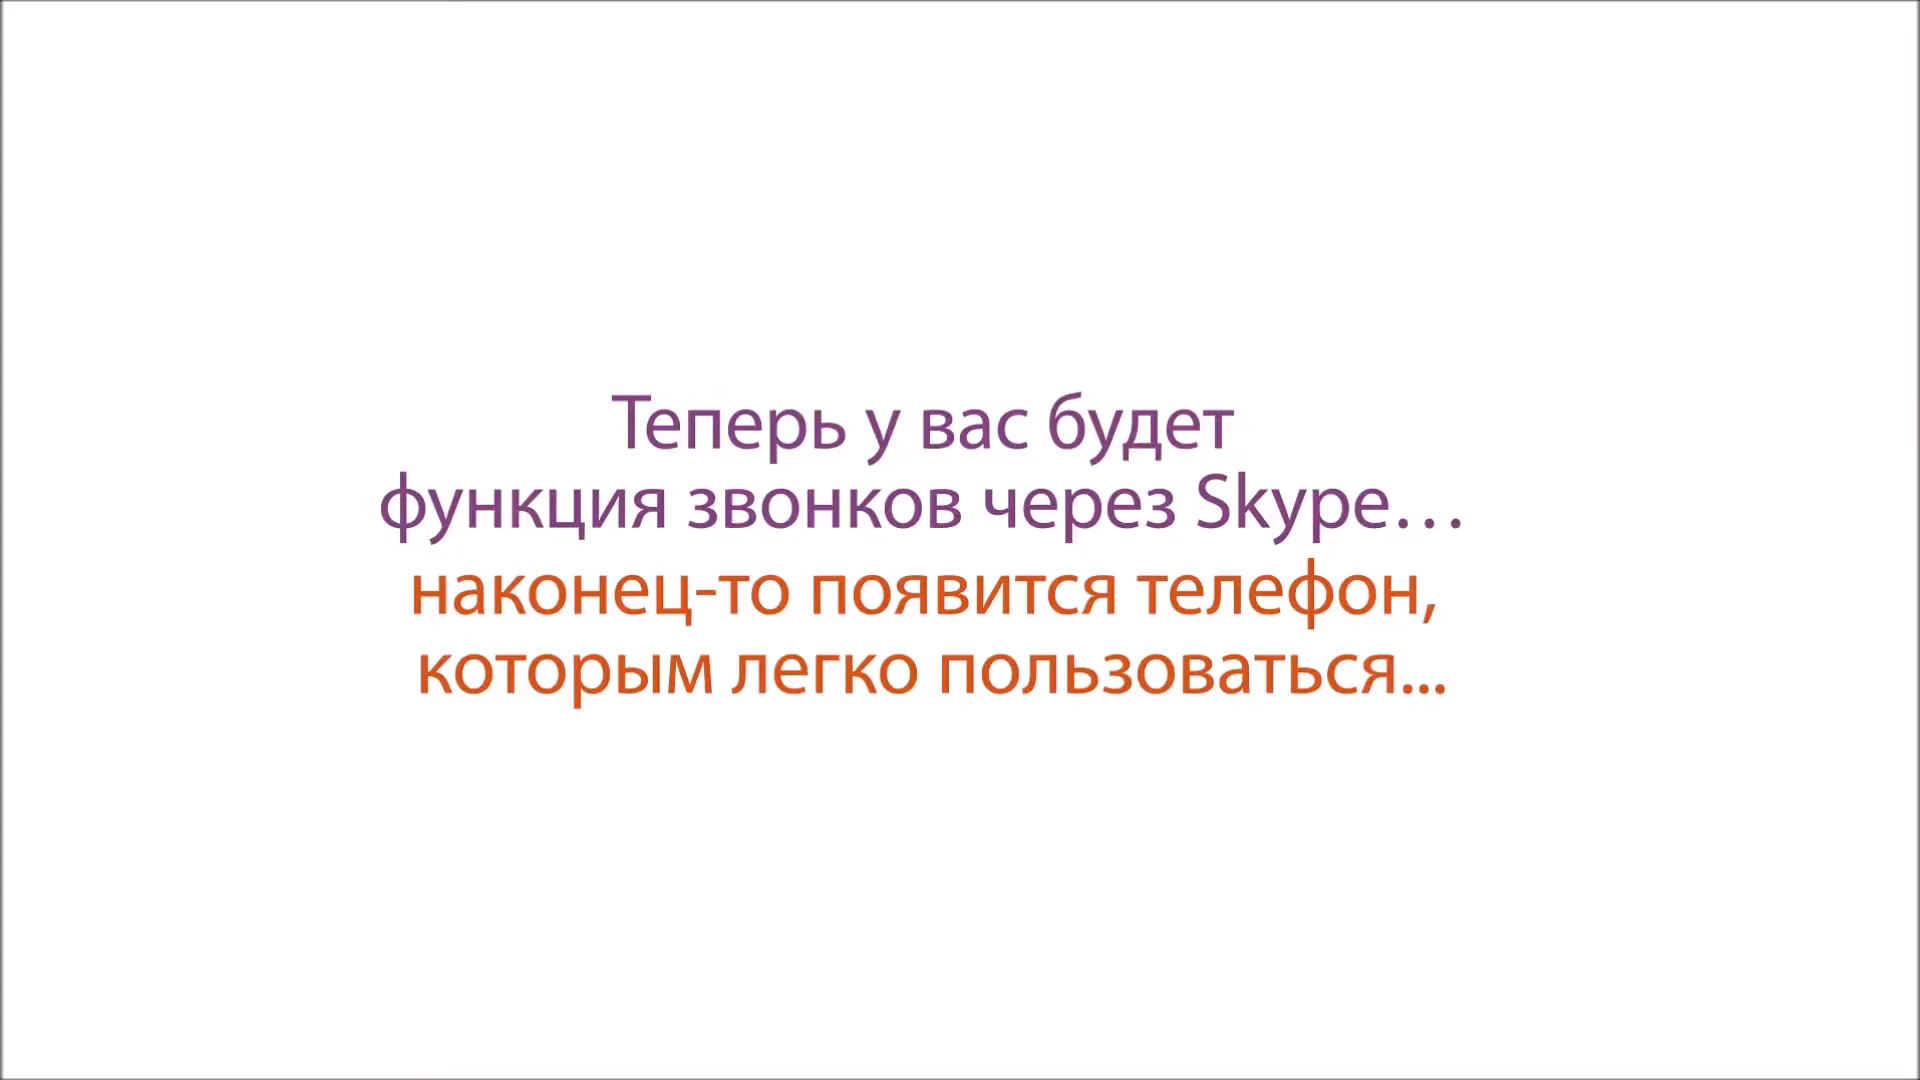 Теперь у вас будет
функция звонков через Skype…
наконец-то появится телефон,
которым легко пользоваться...